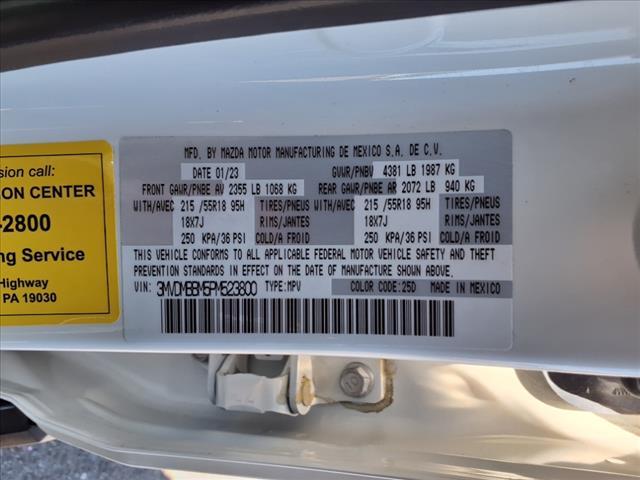 sion call:
ON CENTER
-2800
ng Service
Highway
PA 19030
MFD. BY MAZDA MOTOR MANUFACTURING DE MEXICO S.A. DE C.V.
DATE 01/23 GVWR/PNBV 4381 LB 1987 KG
FRONT GAWR/PNBE AV 2355 LB 1068 KG REAR GAWR/PNBE AR 2072 LB 940 KG
WITH/AVEC 215 /55R18 95H TIRES/PNEUS WITH/AVEC 215 /55R18 95H TIRES/PNEUS
18X7J RIMS/JANTES 18X7J RIMS/JANTES
250 KPA/36 PSI COLD/A FROID 250 KPA/36 PSI COLD/A FROID
THIS VEHICLE CONFORMS TO ALL APPLICABLE FEDERAL MOTOR VEHICLE SAFETY AND THEFT
PREVENTION STANDARDS IN EFFECT ON THE DATE OF MANUFACTURE SHOWN ABOVE.
VIN: 3MVDMBBM5PM523800 TYPE:MPV COLOR CODE:25D MADE IN MEXICO